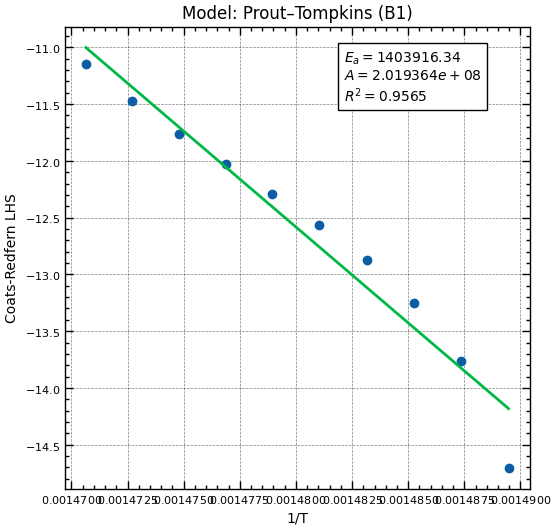 Model: Prout–Tompkins (B1)
E_a = 1403916.34
A = 2.019364e + 08
R² = 0.9565
Coats-Redfern LHS
−11.0
−11.5
−12.0
−12.5
−13.0
−13.5
−14.0
−14.5
0.0014700 0.0014725 0.0014750 0.0014775 0.0014800 0.0014825 0.0014850 0.0014875 0.0014900
1/T